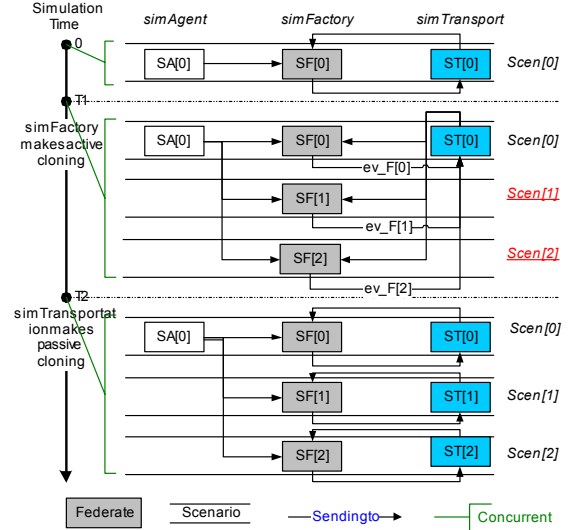 Simulation
Time
simAgent simFactory simTransport
0
SA[0] SF[0] ST[0] Scen[0]
T1
simFactory
makesactive
cloning
SA[0] SF[0] ST[0] Scen[0]
ev_F[0]
SF[1] Scen[1]
ev_F[1]
SF[2] Scen[2]
ev_F[2]
T2
simTransportat
ionmakes
passive
cloning
SA[0] SF[0] ST[0] Scen[0]
SF[1] ST[1] Scen[1]
SF[2] ST[2] Scen[2]
Federate Scenario Sendingto Concurrent